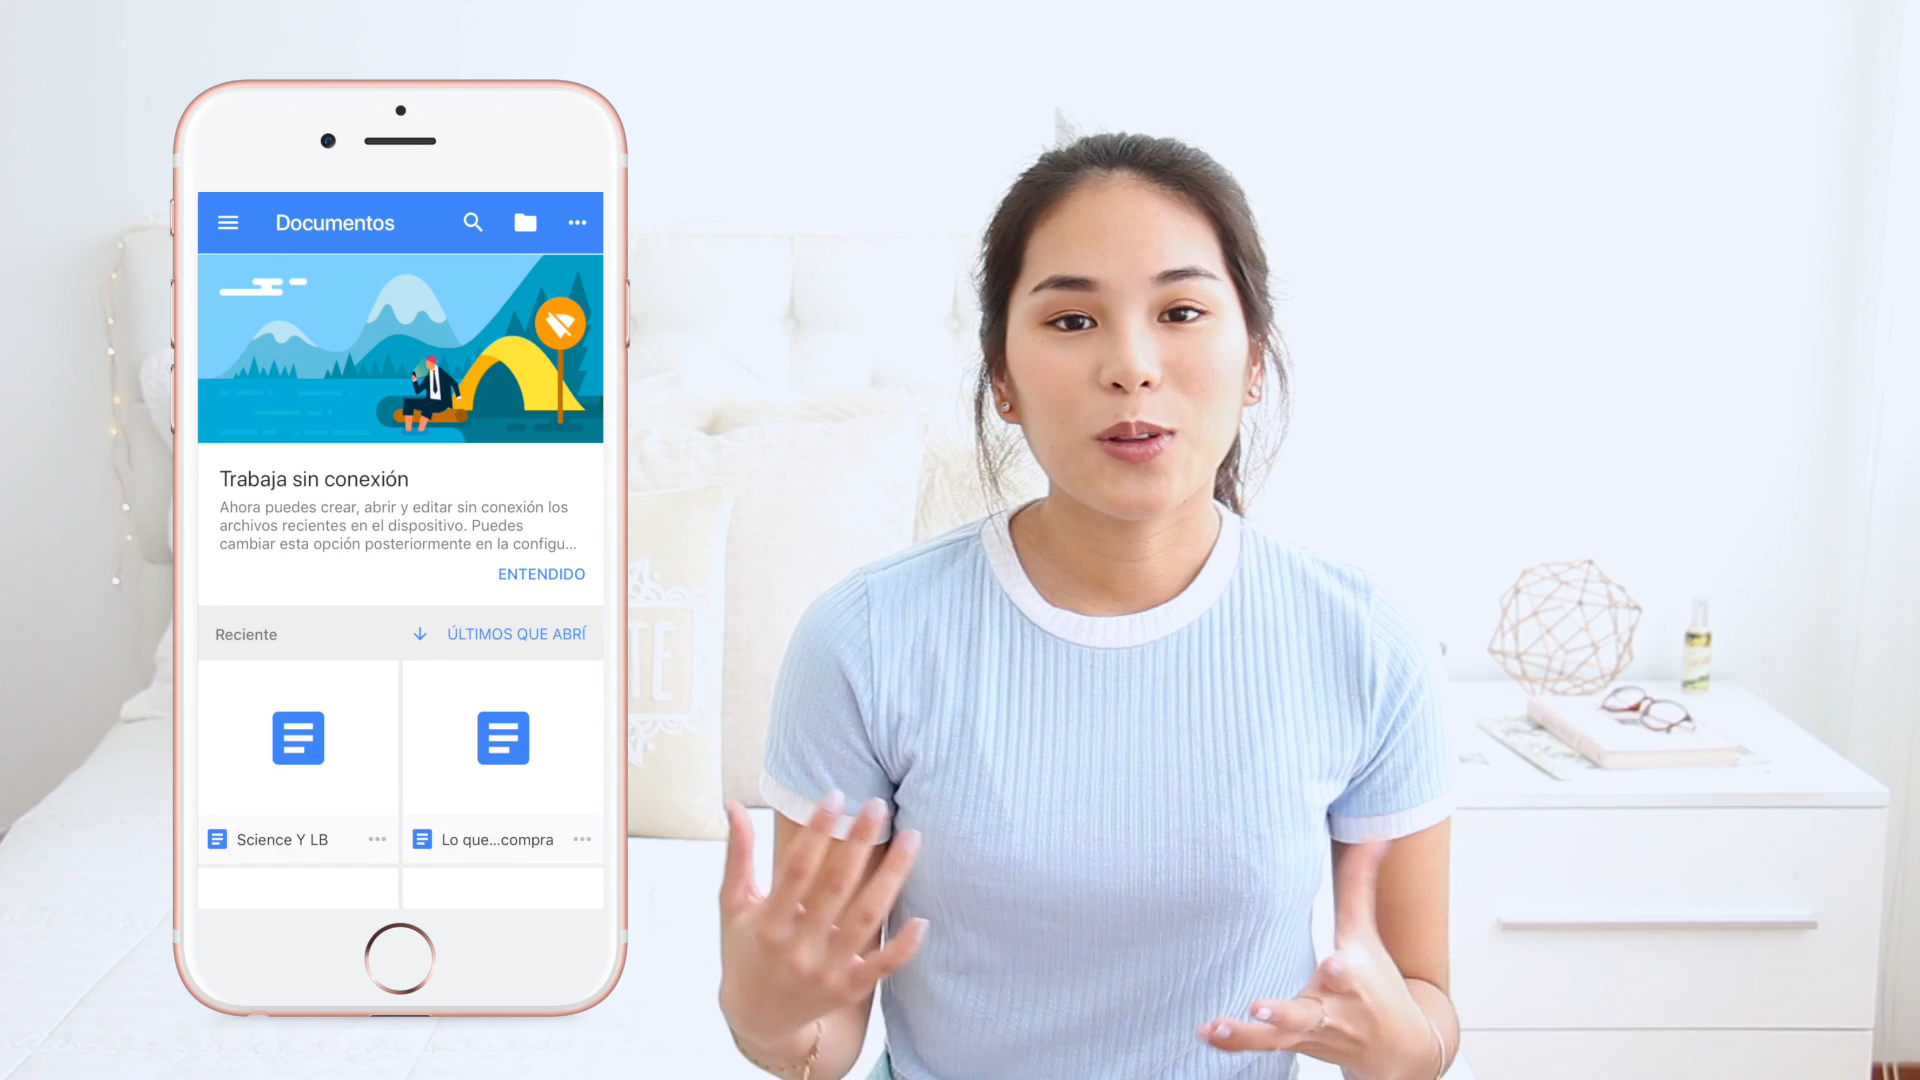 Documentos
Trabaja sin conexión
Ahora puedes crear, abrir y editar sin conexión los
archivos recientes en el dispositivo. Puedes
cambiar esta opción posteriormente en la configu...
ENTENDIDO
Reciente ÚLTIMOS QUE ABRÍ
Science Y LB Lo que...compra